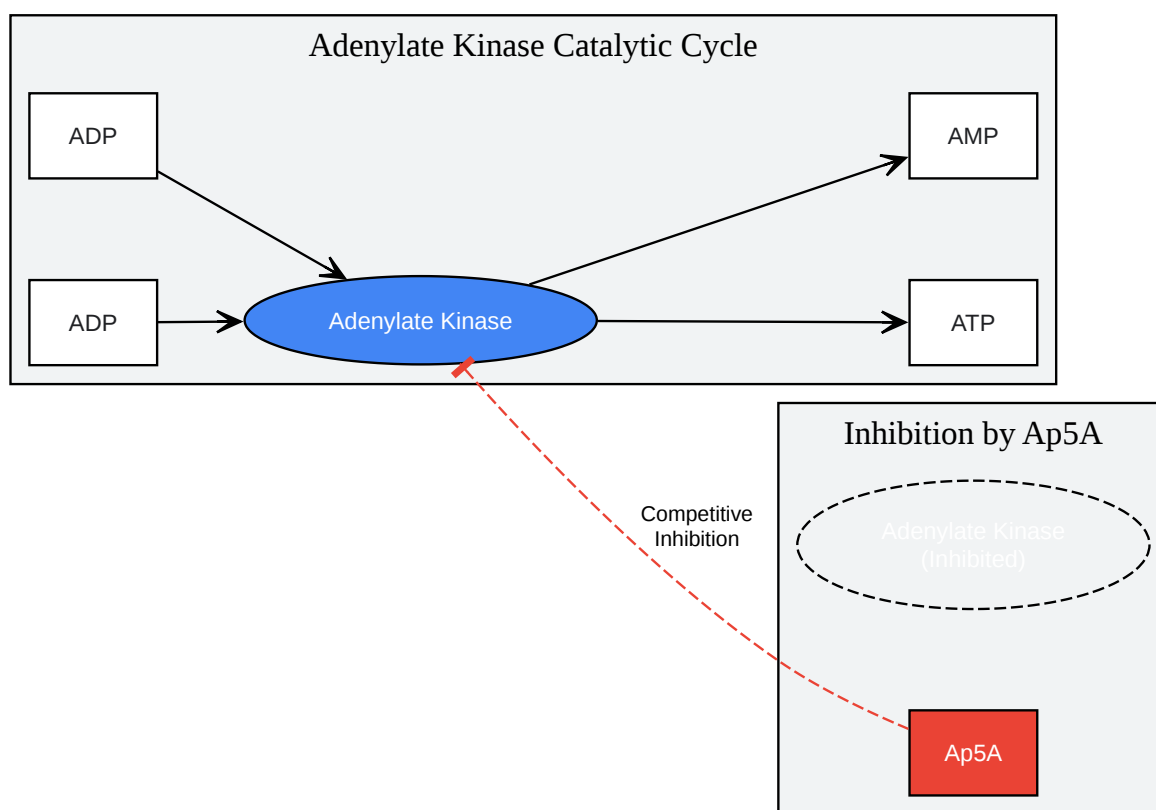 Adenylate Kinase Catalytic Cycle
ADP
AMP
ADP
Adenylate Kinase
ATP
Inhibition by Ap5A
Competitive
Inhibition
Adenylate Kinase
(Inhibited)
Ap5A